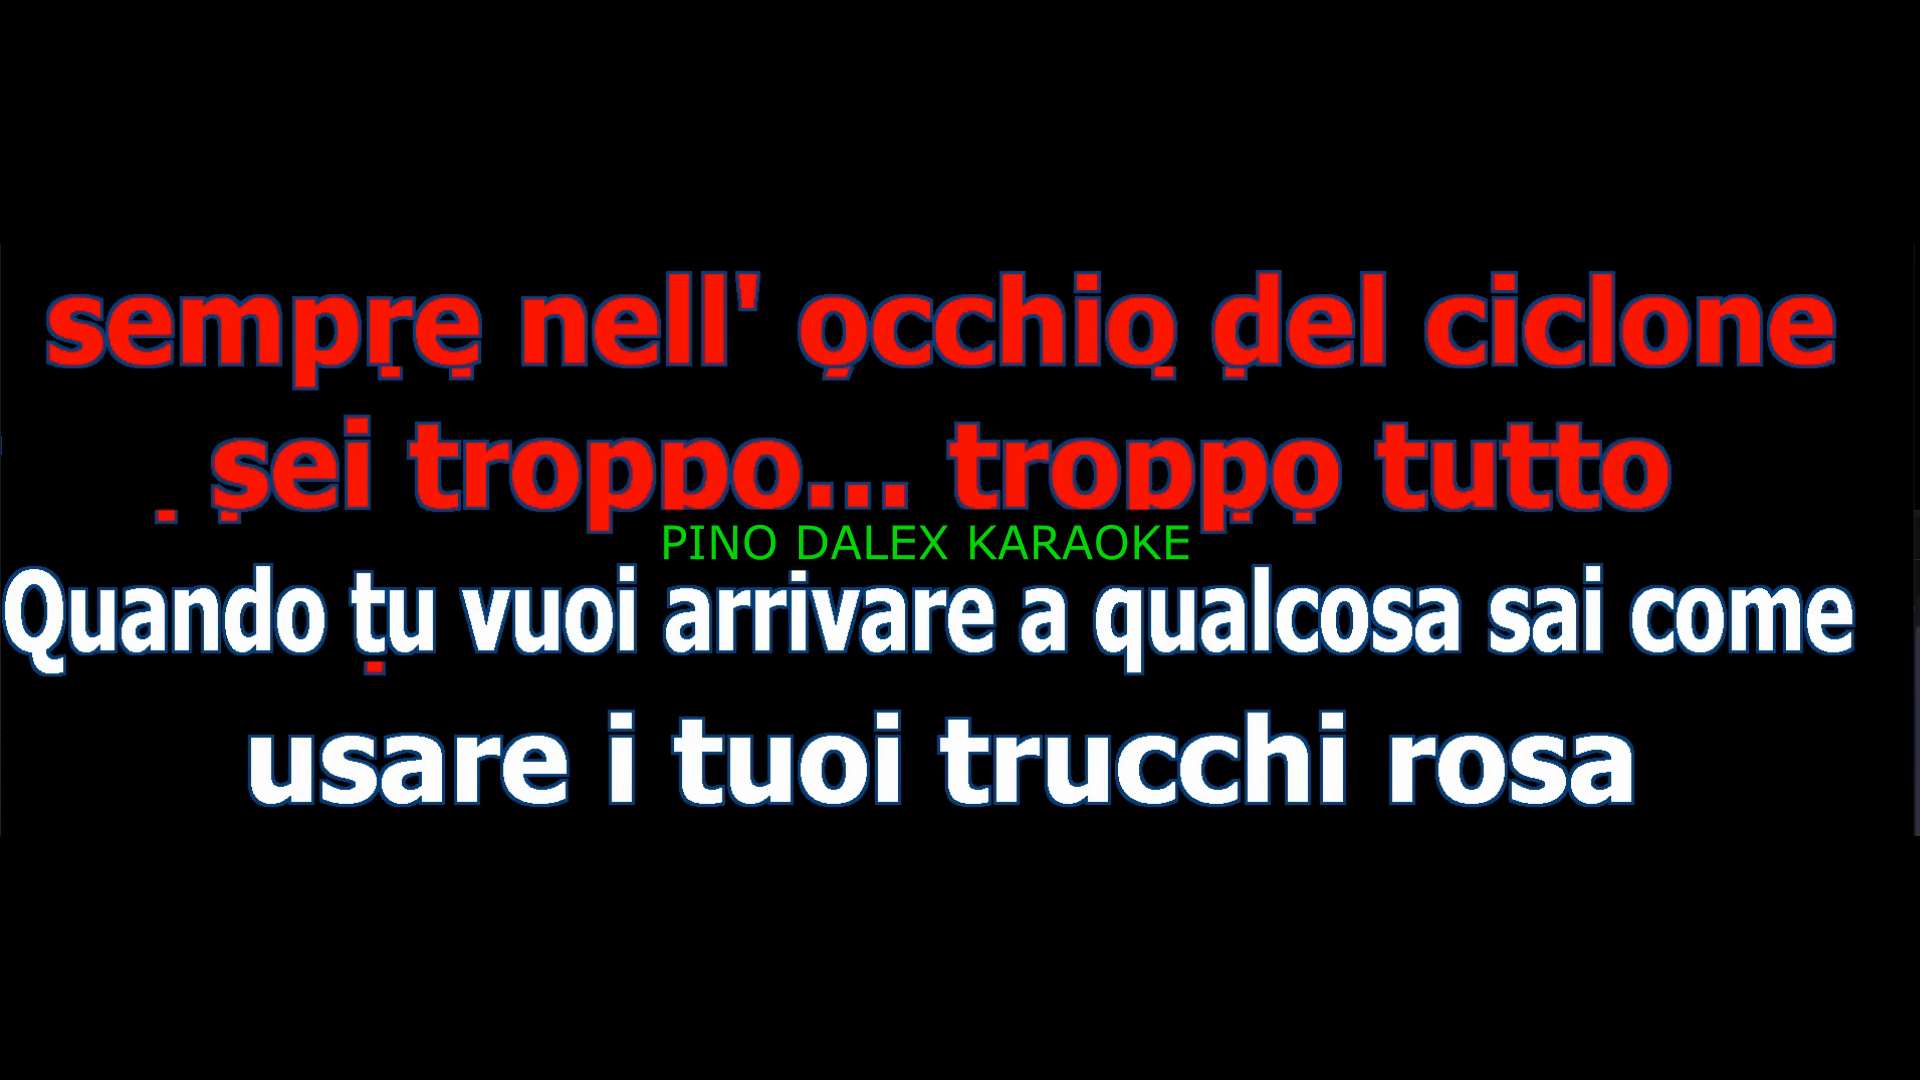 sempre nell' occhio del ciclone
sei troppo... troppo tutto
PINO DALEX KARAOKE
Quando tu vuoi arrivare a qualcosa sai come
usare i tuoi trucchi rosa